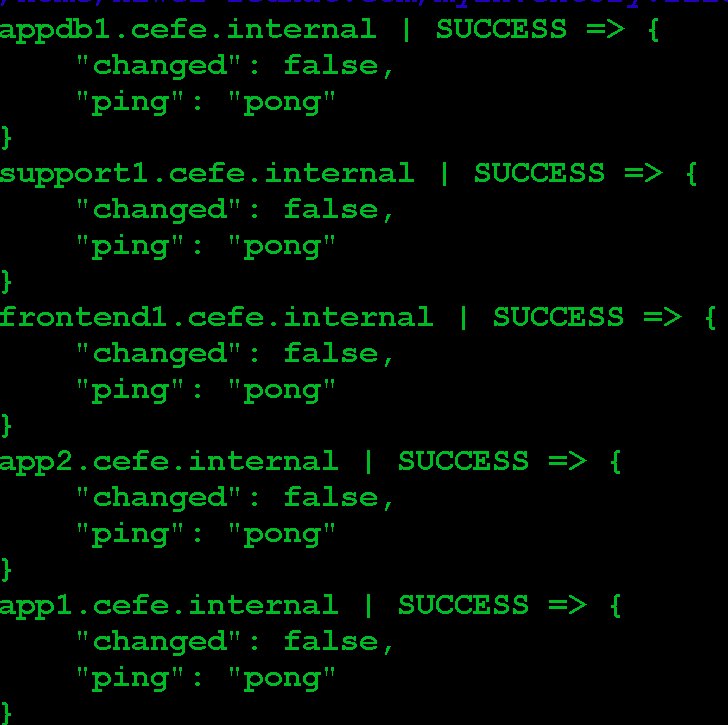 appdb1.cefe.internal | SUCCESS => {
    "changed": false,
    "ping": "pong"
}
support1.cefe.internal | SUCCESS => {
    "changed": false,
    "ping": "pong"
}
frontend1.cefe.internal | SUCCESS => {
    "changed": false,
    "ping": "pong"
}
app2.cefe.internal | SUCCESS => {
    "changed": false,
    "ping": "pong"
}
app1.cefe.internal | SUCCESS => {
    "changed": false,
    "ping": "pong"
}